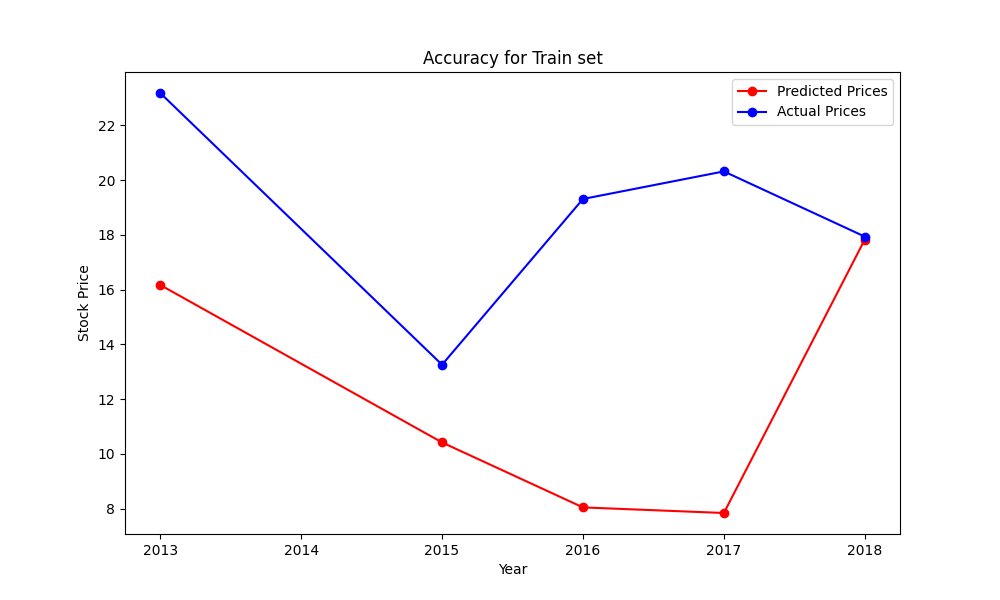 Accuracy for Train set
Predicted Prices
Actual Prices
22
20
18
16
14
12
10
8
Stock Price
2013 2014 2015 2016 2017 2018
Year